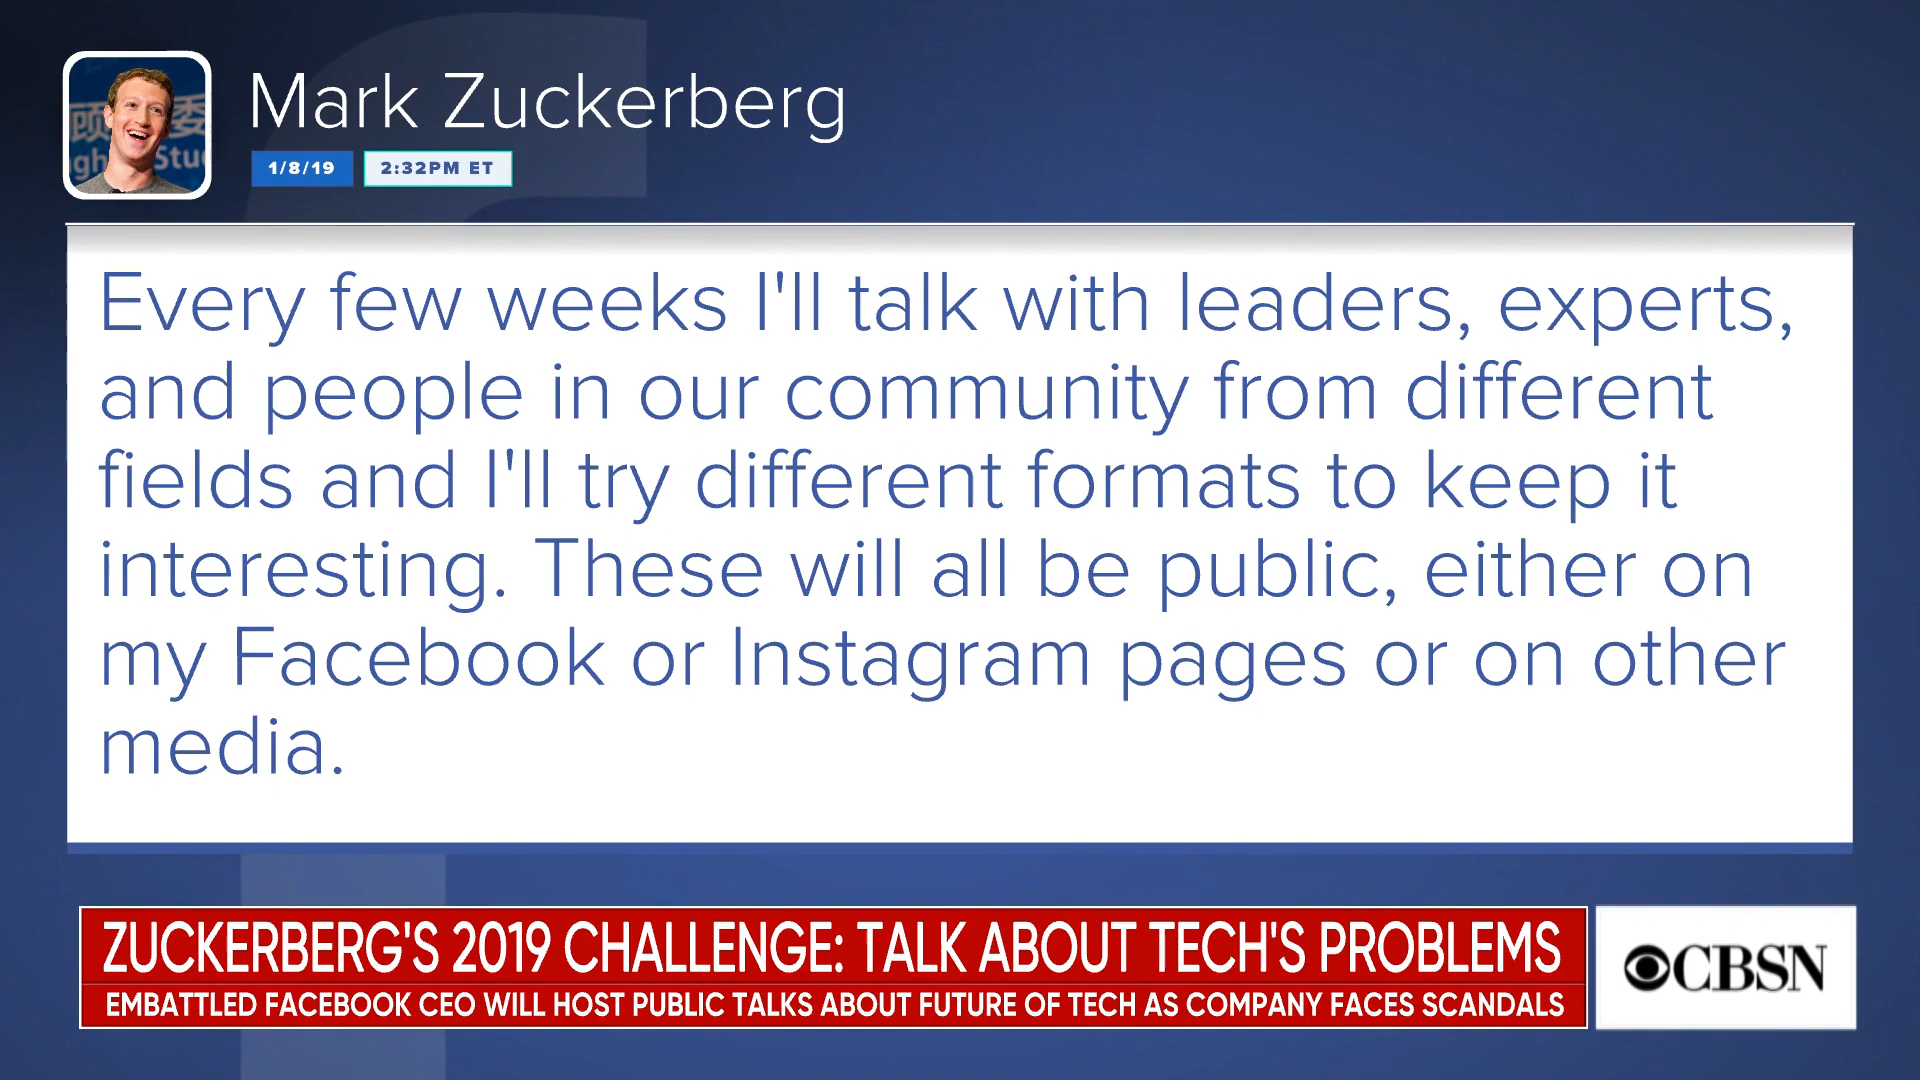 Mark Zuckerberg
1/8/19 2:32PM ET
Every few weeks I'll talk with leaders, experts,
and people in our community from different
fields and I'll try different formats to keep it
interesting. These will all be public, either on
my Facebook or Instagram pages or on other
media.
ZUCKERBERG'S 2019 CHALLENGE: TALK ABOUT TECH'S PROBLEMS
EMBATTLED FACEBOOK CEO WILL HOST PUBLIC TALKS ABOUT FUTURE OF TECH AS COMPANY FACES SCANDALS
CBSN